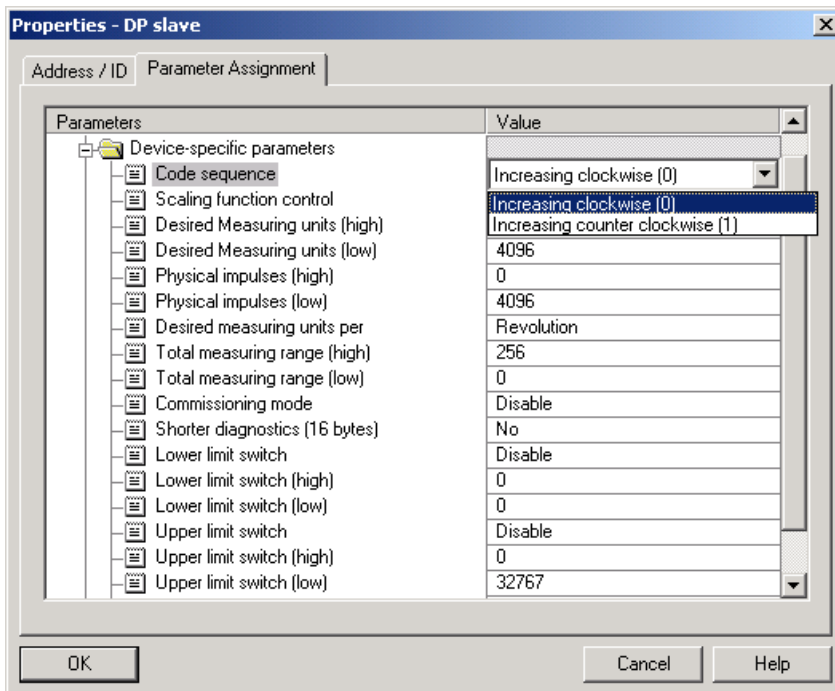 Properties - DP slave
Address / ID Parameter Assignment
Parameters Value
Device-specific parameters
Code sequence Increasing clockwise (0)
Scaling function control Increasing clockwise (0)
Desired Measuring units (high) Increasing counter clockwise (1)
Desired Measuring units (low) 4096
Physical impulses (high) 0
Physical impulses (low) 4096
Desired measuring units per Revolution
Total measuring range (high) 256
Total measuring range (low) 0
Commissioning mode Disable
Shorter diagnostics (16 bytes) No
Lower limit switch Disable
Lower limit switch (high) 0
Lower limit switch (low) 0
Upper limit switch Disable
Upper limit switch (high) 0
Upper limit switch (low) 32767
OK Cancel Help